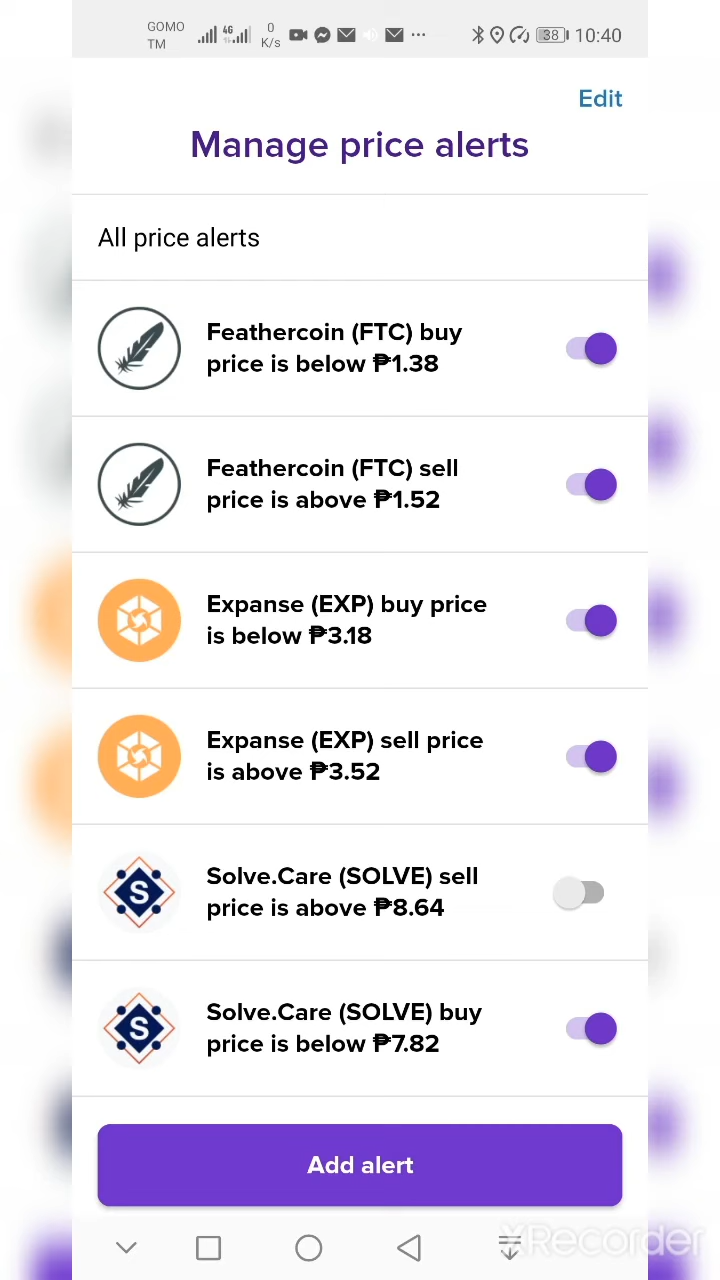 GOMO
TM
4G
0
K/s
38
10:40
Edit
Manage price alerts
All price alerts
Feathercoin (FTC) buy
price is below ₱1.38
Feathercoin (FTC) sell
price is above ₱1.52
Expanse (EXP) buy price
is below ₱3.18
Expanse (EXP) sell price
is above ₱3.52
S
Solve.Care (SOLVE) sell
price is above ₱8.64
S
Solve.Care (SOLVE) buy
price is below ₱7.82
Add alert
XRecorder